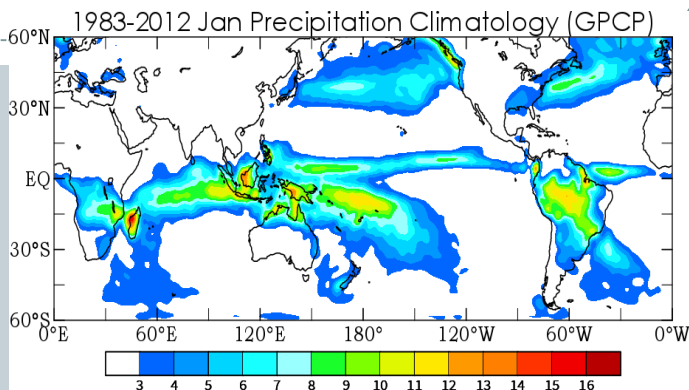 1983-2012 Jan Precipitation Climatology (GPCP)
60°N
30°N
EQ
30°S
60°S
0°E 60°E 120°E 180° 120°W 60°W 0°W
3 4 5 6 7 8 9 10 11 12 13 14 15 16